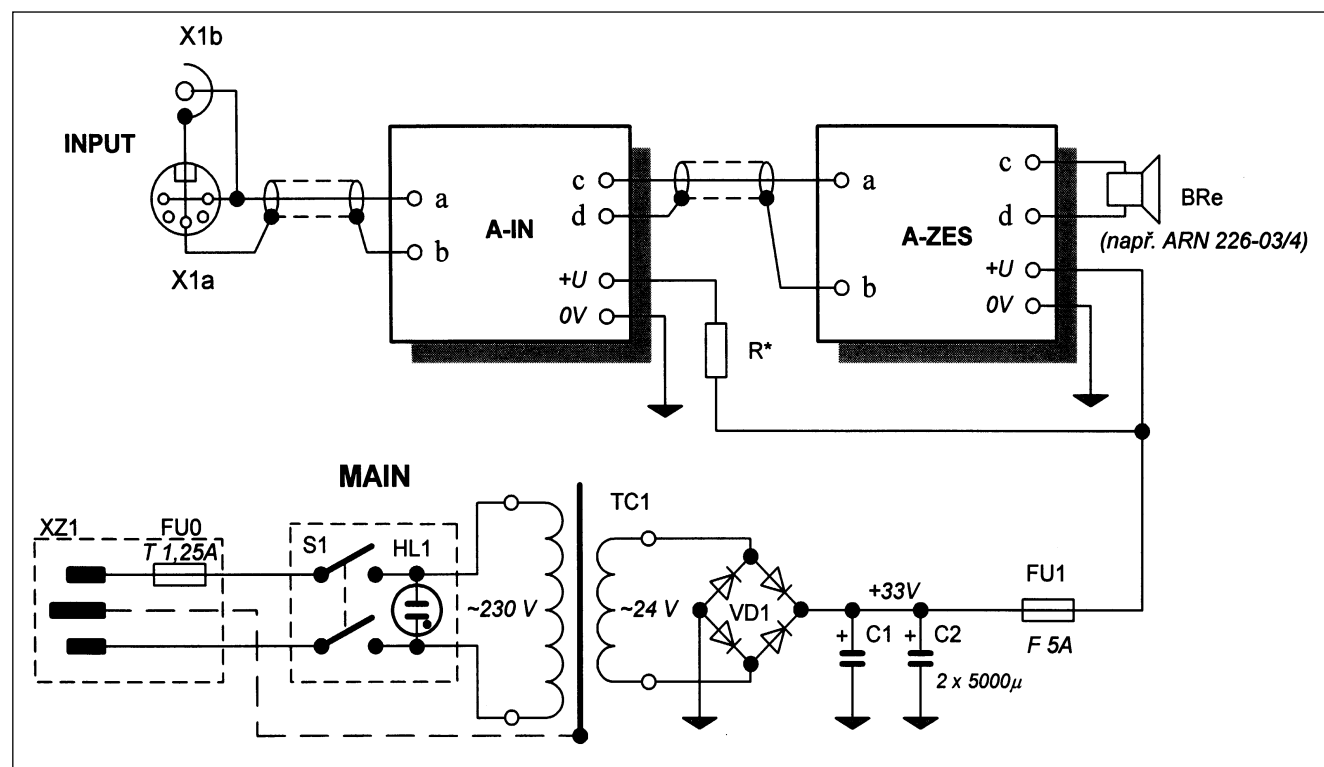 X1b
INPUT
X1a
a
b
A-IN
c
d
+U
0V
R*
a
b
A-ZES
c
d
+U
0V
BRe
(např. ARN 226-03/4)
MAIN
XZ1
FU0
T 1,25A
S1
HL1
~230 V
TC1
~24 V
VD1
+33V
+
C1
+
C2
2 x 5000µ
FU1
F 5A